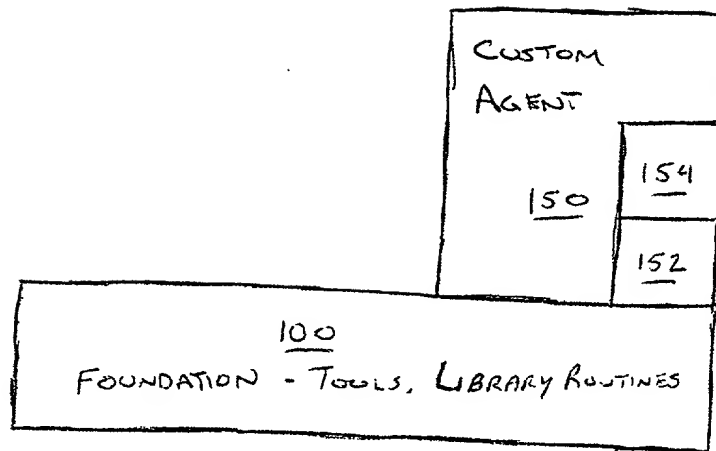 CUSTOM
AGENT
154
150
152
100
FOUNDATION - TOOLS, LIBRARY ROUTINES